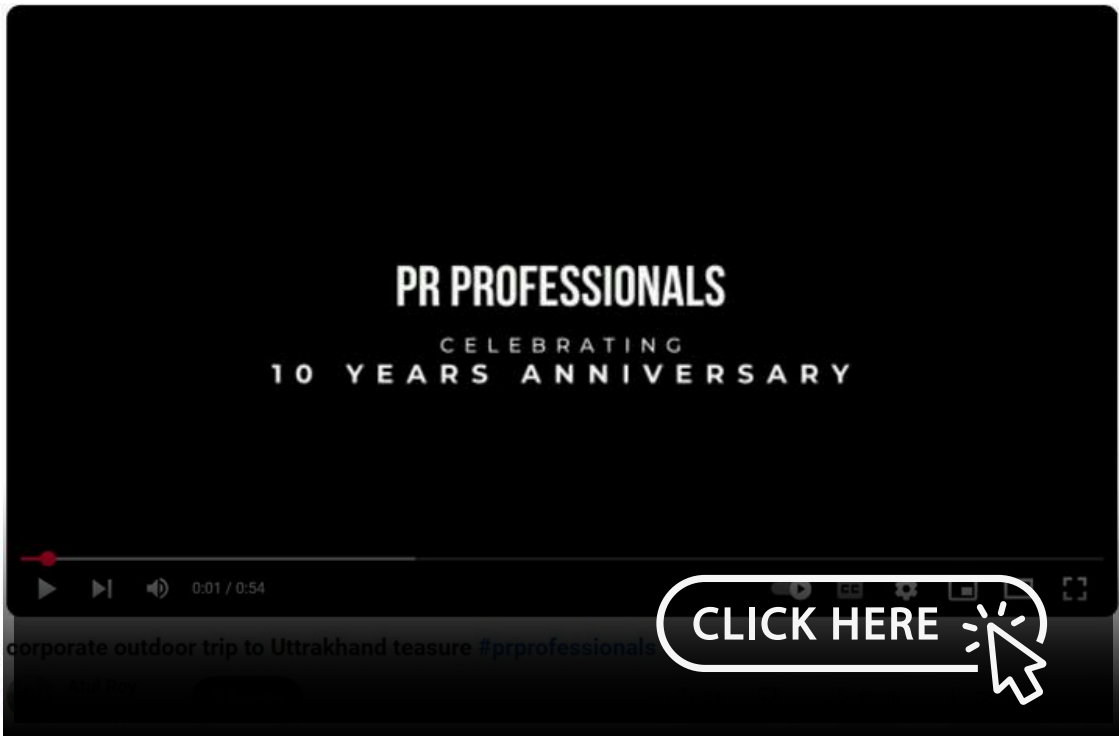 PR PROFESSIONALS
CELEBRATING
10 YEARS ANNIVERSARY
0:01 / 0:54
CC
CLICK HERE
corporate outdoor trip to Uttrakhand teasure #prprofessionals